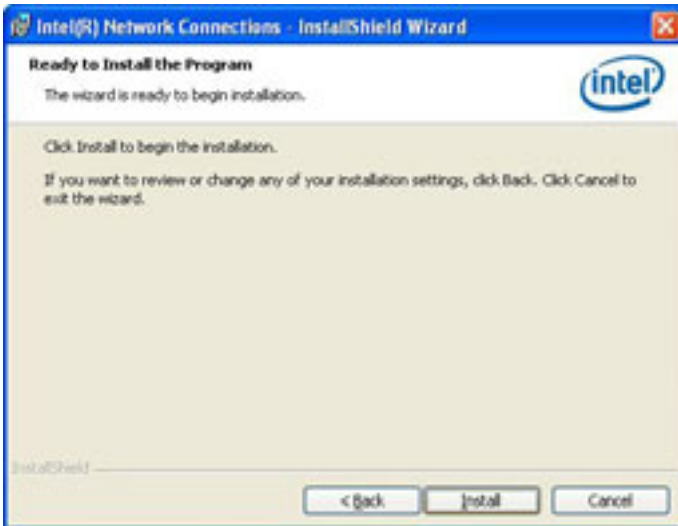 Intel(R) Network Connections - InstallShield Wizard
Ready to Install the Program
The wizard is ready to begin installation.
intel
Click Install to begin the installation.
If you want to review or change any of your installation settings, click Back. Click Cancel to
exit the wizard.
InstallShield
< Back
Install
Cancel